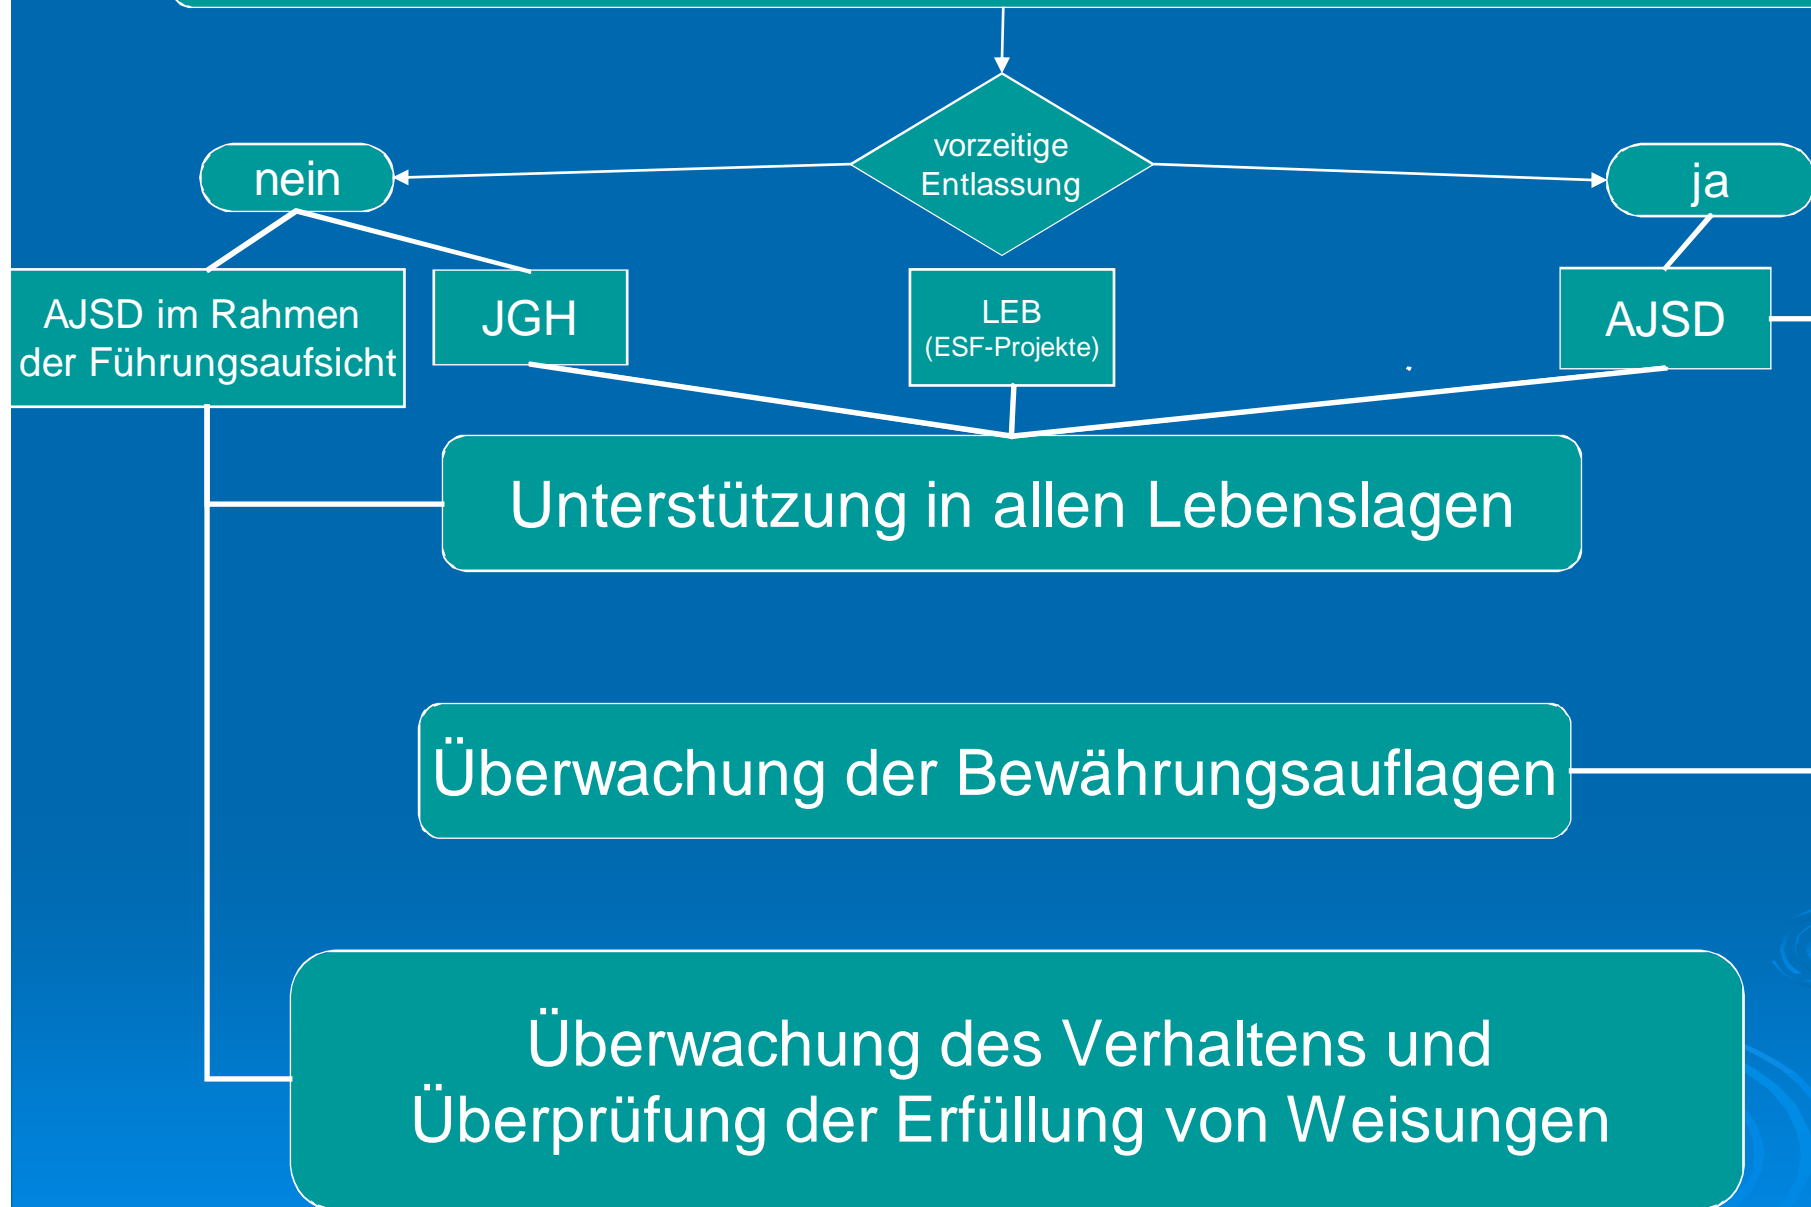 vorzeitige
Entlassung
nein
ja
AJSD im Rahmen
der Führungsaufsicht
JGH
LEB
(ESF-Projekte)
AJSD
Unterstützung in allen Lebenslagen
Überwachung der Bewährungsauflagen
Überwachung des Verhaltens und
Überprüfung der Erfüllung von Weisungen